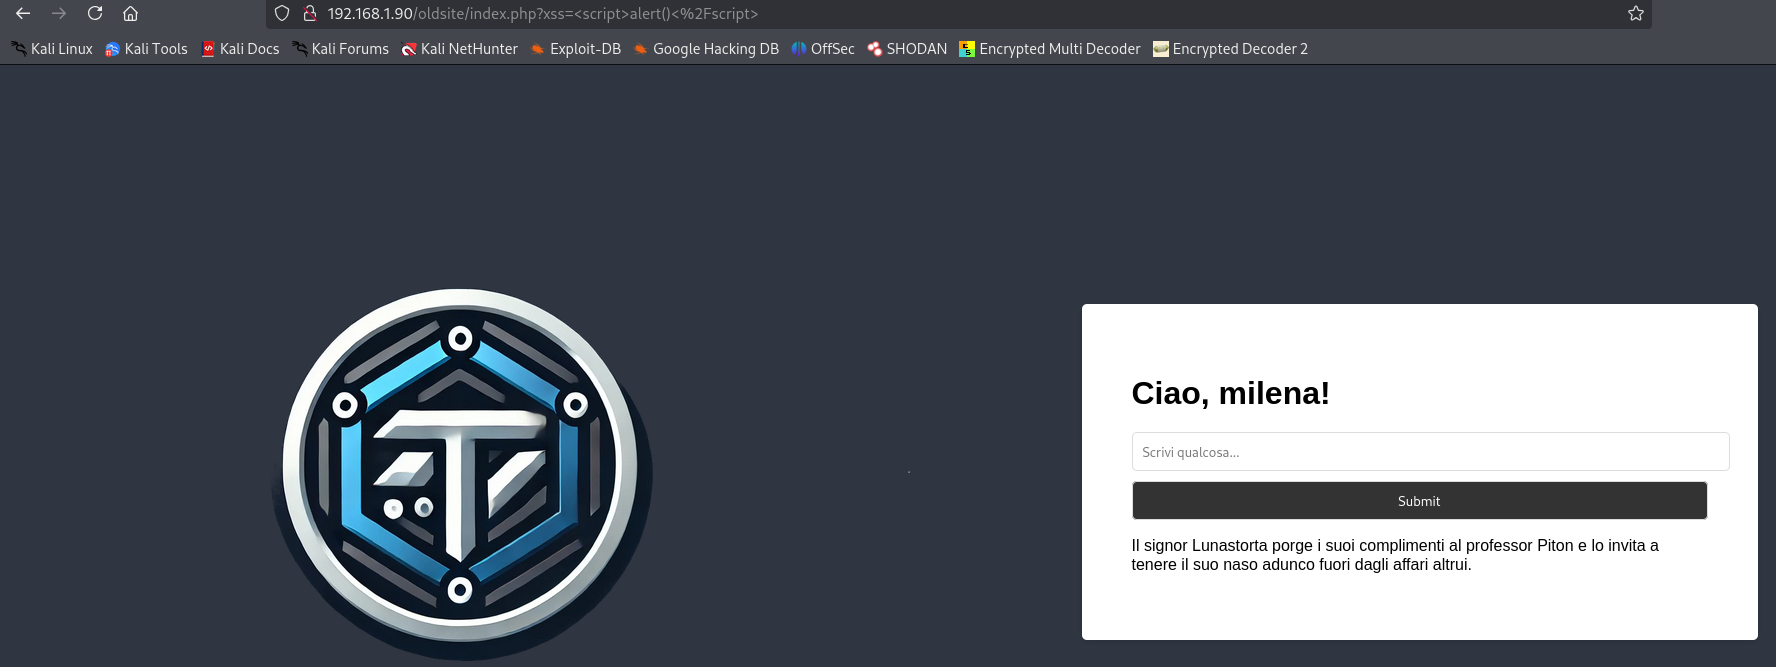 192.168.1.90/oldsite/index.php?xss=<script>alert()<%2Fscript>
Kali Linux Kali Tools Kali Docs Kali Forums Kali NetHunter Exploit-DB Google Hacking DB OffSec SHODAN Encrypted Multi Decoder Encrypted Decoder 2
Ciao, milena!
Scrivi qualcosa...
Submit
Il signor Lunastorta porge i suoi complimenti al professor Piton e lo invita a
tenere il suo naso adunco fuori dagli affari altrui.
T